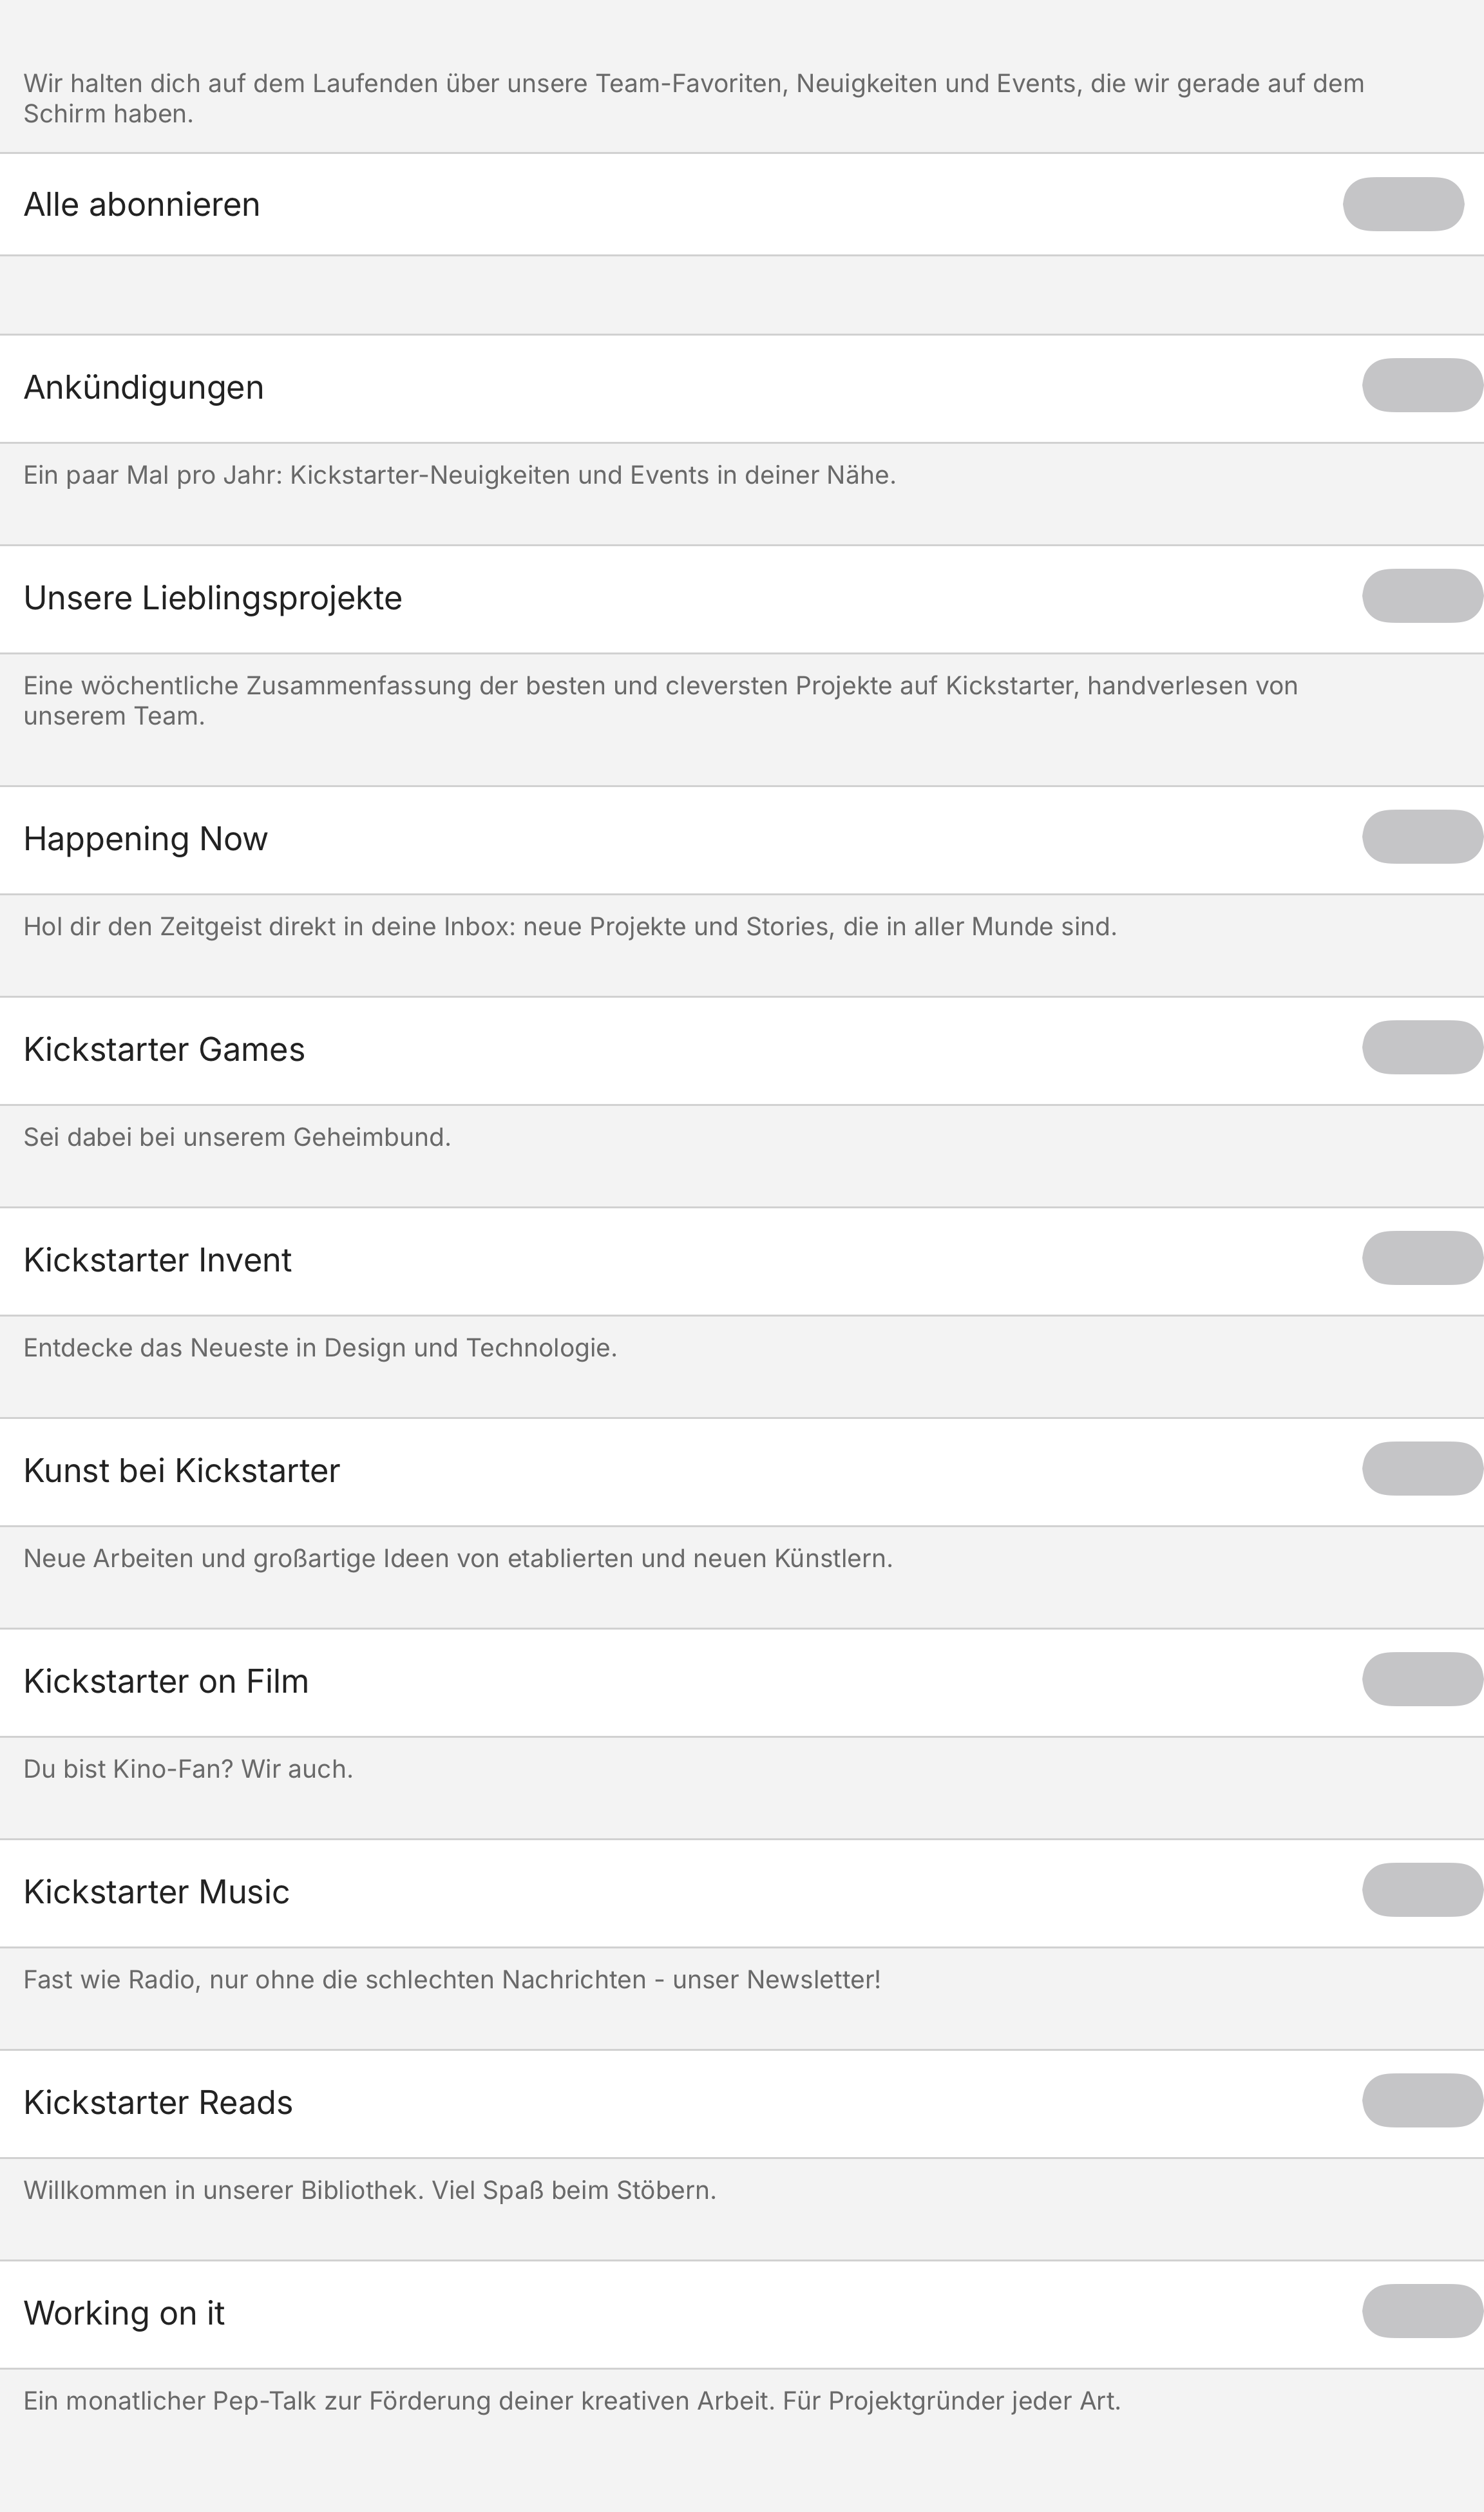 Wir halten dich auf dem Laufenden über unsere Team-Favoriten, Neuigkeiten und Events, die wir gerade auf dem
Schirm haben.
Alle abonnieren
Ankündigungen
Ein paar Mal pro Jahr: Kickstarter-Neuigkeiten und Events in deiner Nähe.
Unsere Lieblingsprojekte
Eine wöchentliche Zusammenfassung der besten und cleversten Projekte auf Kickstarter, handverlesen von
unserem Team.
Happening Now
Hol dir den Zeitgeist direkt in deine Inbox: neue Projekte und Stories, die in aller Munde sind.
Kickstarter Games
Sei dabei bei unserem Geheimbund.
Kickstarter Invent
Entdecke das Neueste in Design und Technologie.
Kunst bei Kickstarter
Neue Arbeiten und großartige Ideen von etablierten und neuen Künstlern.
Kickstarter on Film
Du bist Kino-Fan? Wir auch.
Kickstarter Music
Fast wie Radio, nur ohne die schlechten Nachrichten - unser Newsletter!
Kickstarter Reads
Willkommen in unserer Bibliothek. Viel Spaß beim Stöbern.
Working on it
Ein monatlicher Pep-Talk zur Förderung deiner kreativen Arbeit. Für Projektgründer jeder Art.